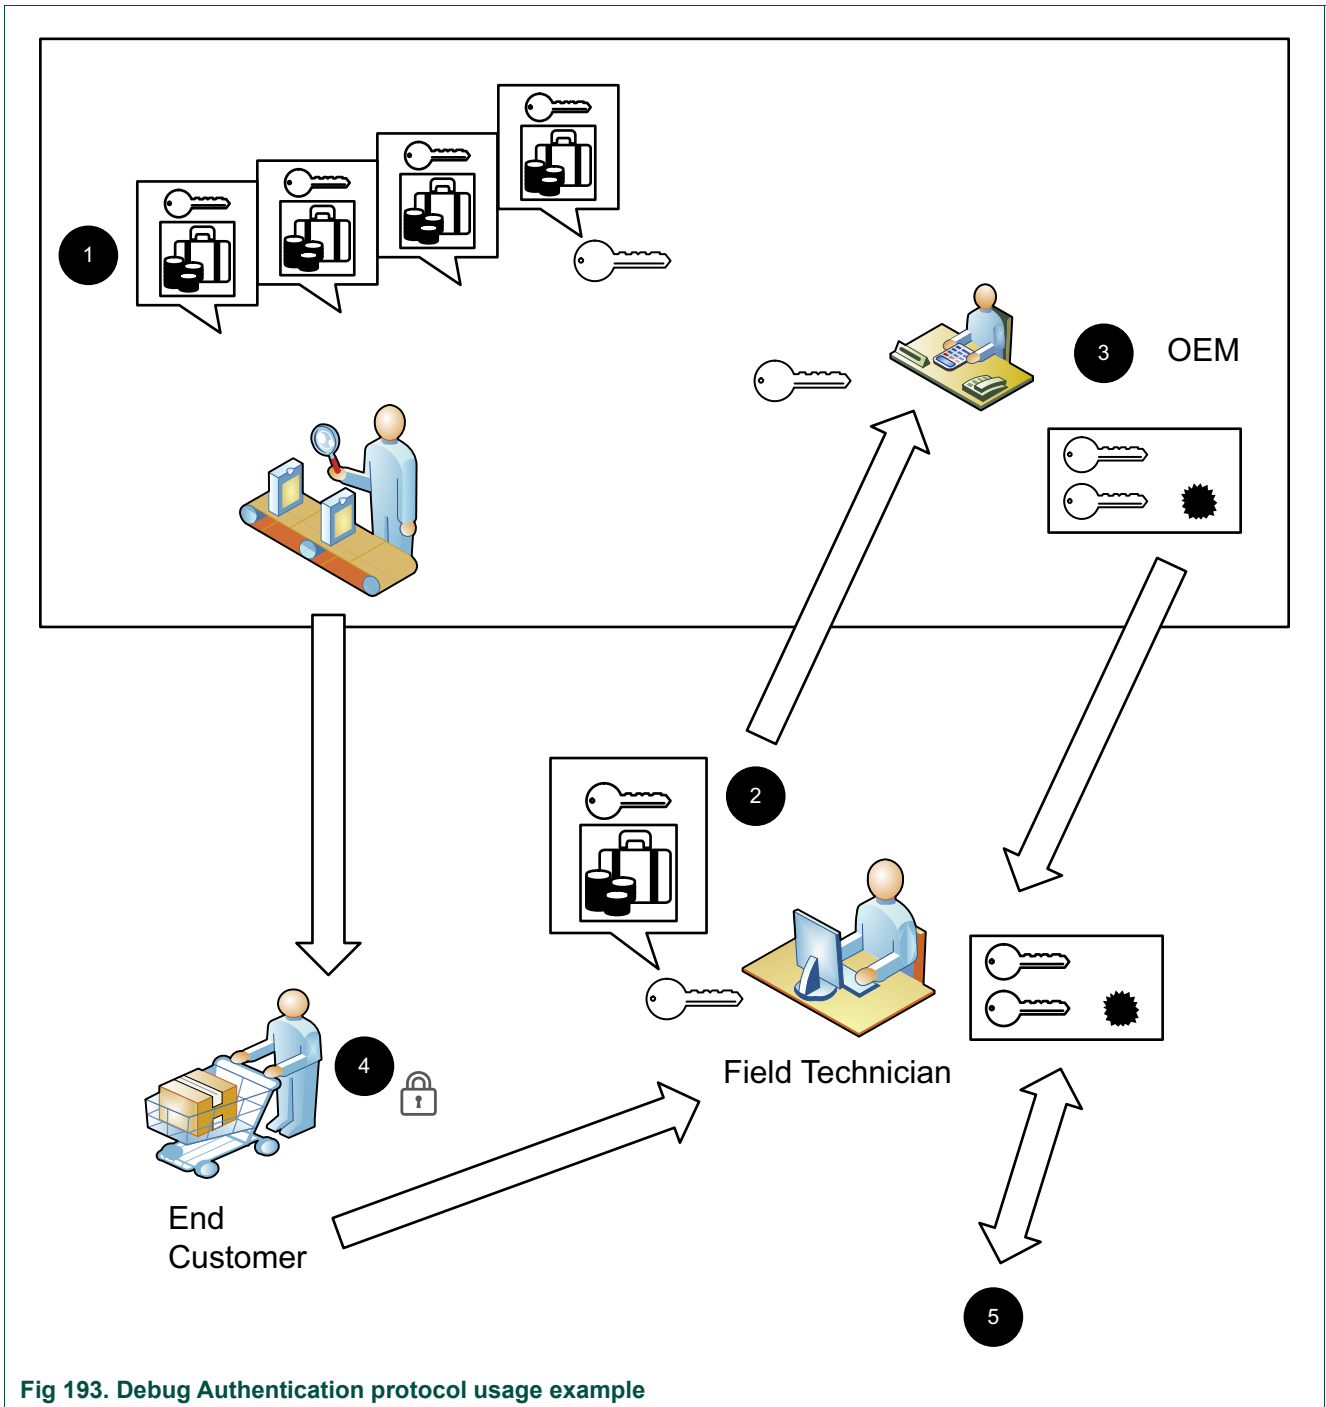 1
3
OEM
2
Field Technician
4
End
Customer
5
Fig 193. Debug Authentication protocol usage example